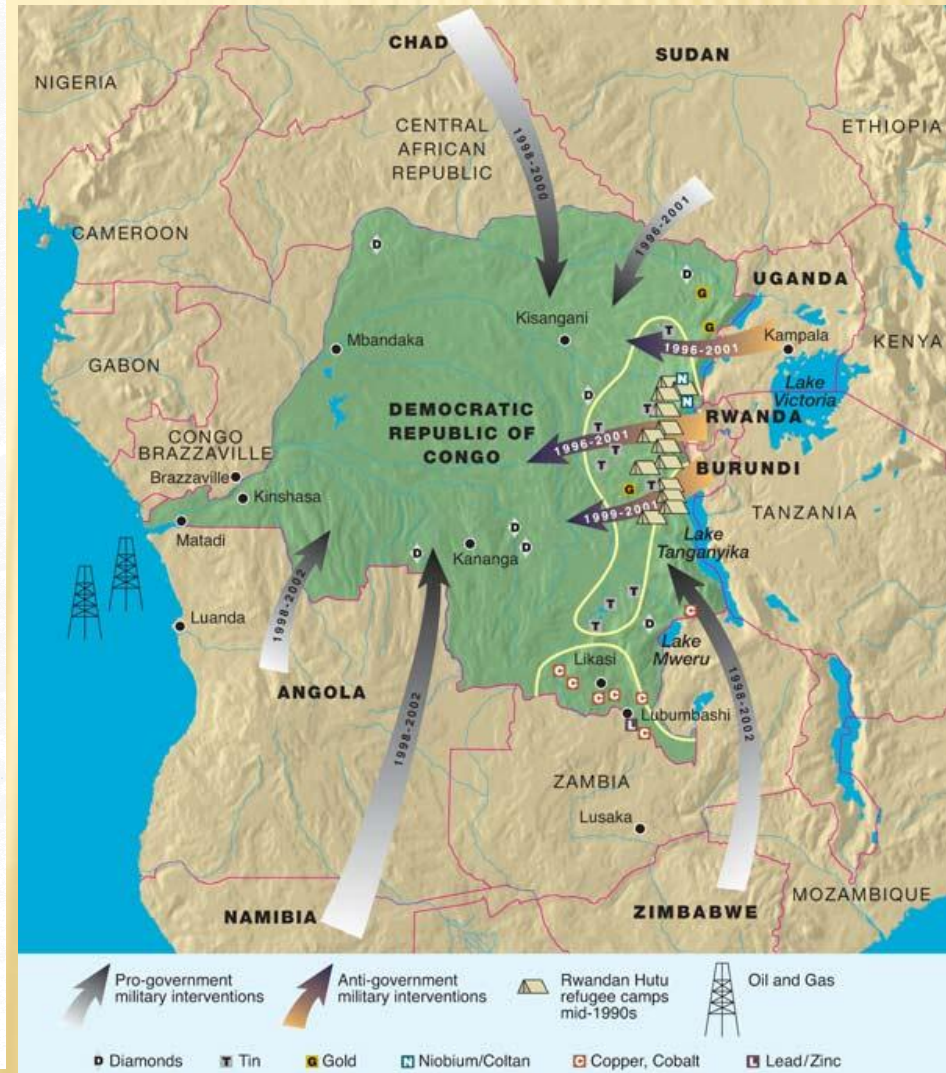 CHAD
SUDAN
NIGERIA
CENTRAL
AFRICAN
REPUBLIC
ETHIOPIA
1998-2000
1996-2001
CAMEROON
UGANDA
Kisangani
Mbandaka
Kampala
1996-2001
KENYA
GABON
Lake
Victoria
DEMOCRATIC
REPUBLIC OF
CONGO
RWANDA
CONGO
BRAZZAVILLE
1996-2001
BURUNDI
Brazzaville
Kinshasa
1999-2001
TANZANIA
Matadi
Kananga
Lake
Tanganyika
1998-2002
Luanda
Lake
Mweru
Likasi
ANGOLA
1998-2002
1998-2002
Lubumbashi
ZAMBIA
Lusaka
MOZAMBIQUE
NAMIBIA
ZIMBABWE
D
D
G
G
T
N
N
D
T
T
T
T
G
T
D
D
D
T
T
T
D
C
C
C
C
C
C
L
C
Pro-government
military interventions
Anti-government
military interventions
Rwandan Hutu
refugee camps
mid-1990s
Oil and Gas
D Diamonds T Tin G Gold N Niobium/Coltan C Copper, Cobalt L Lead/Zinc